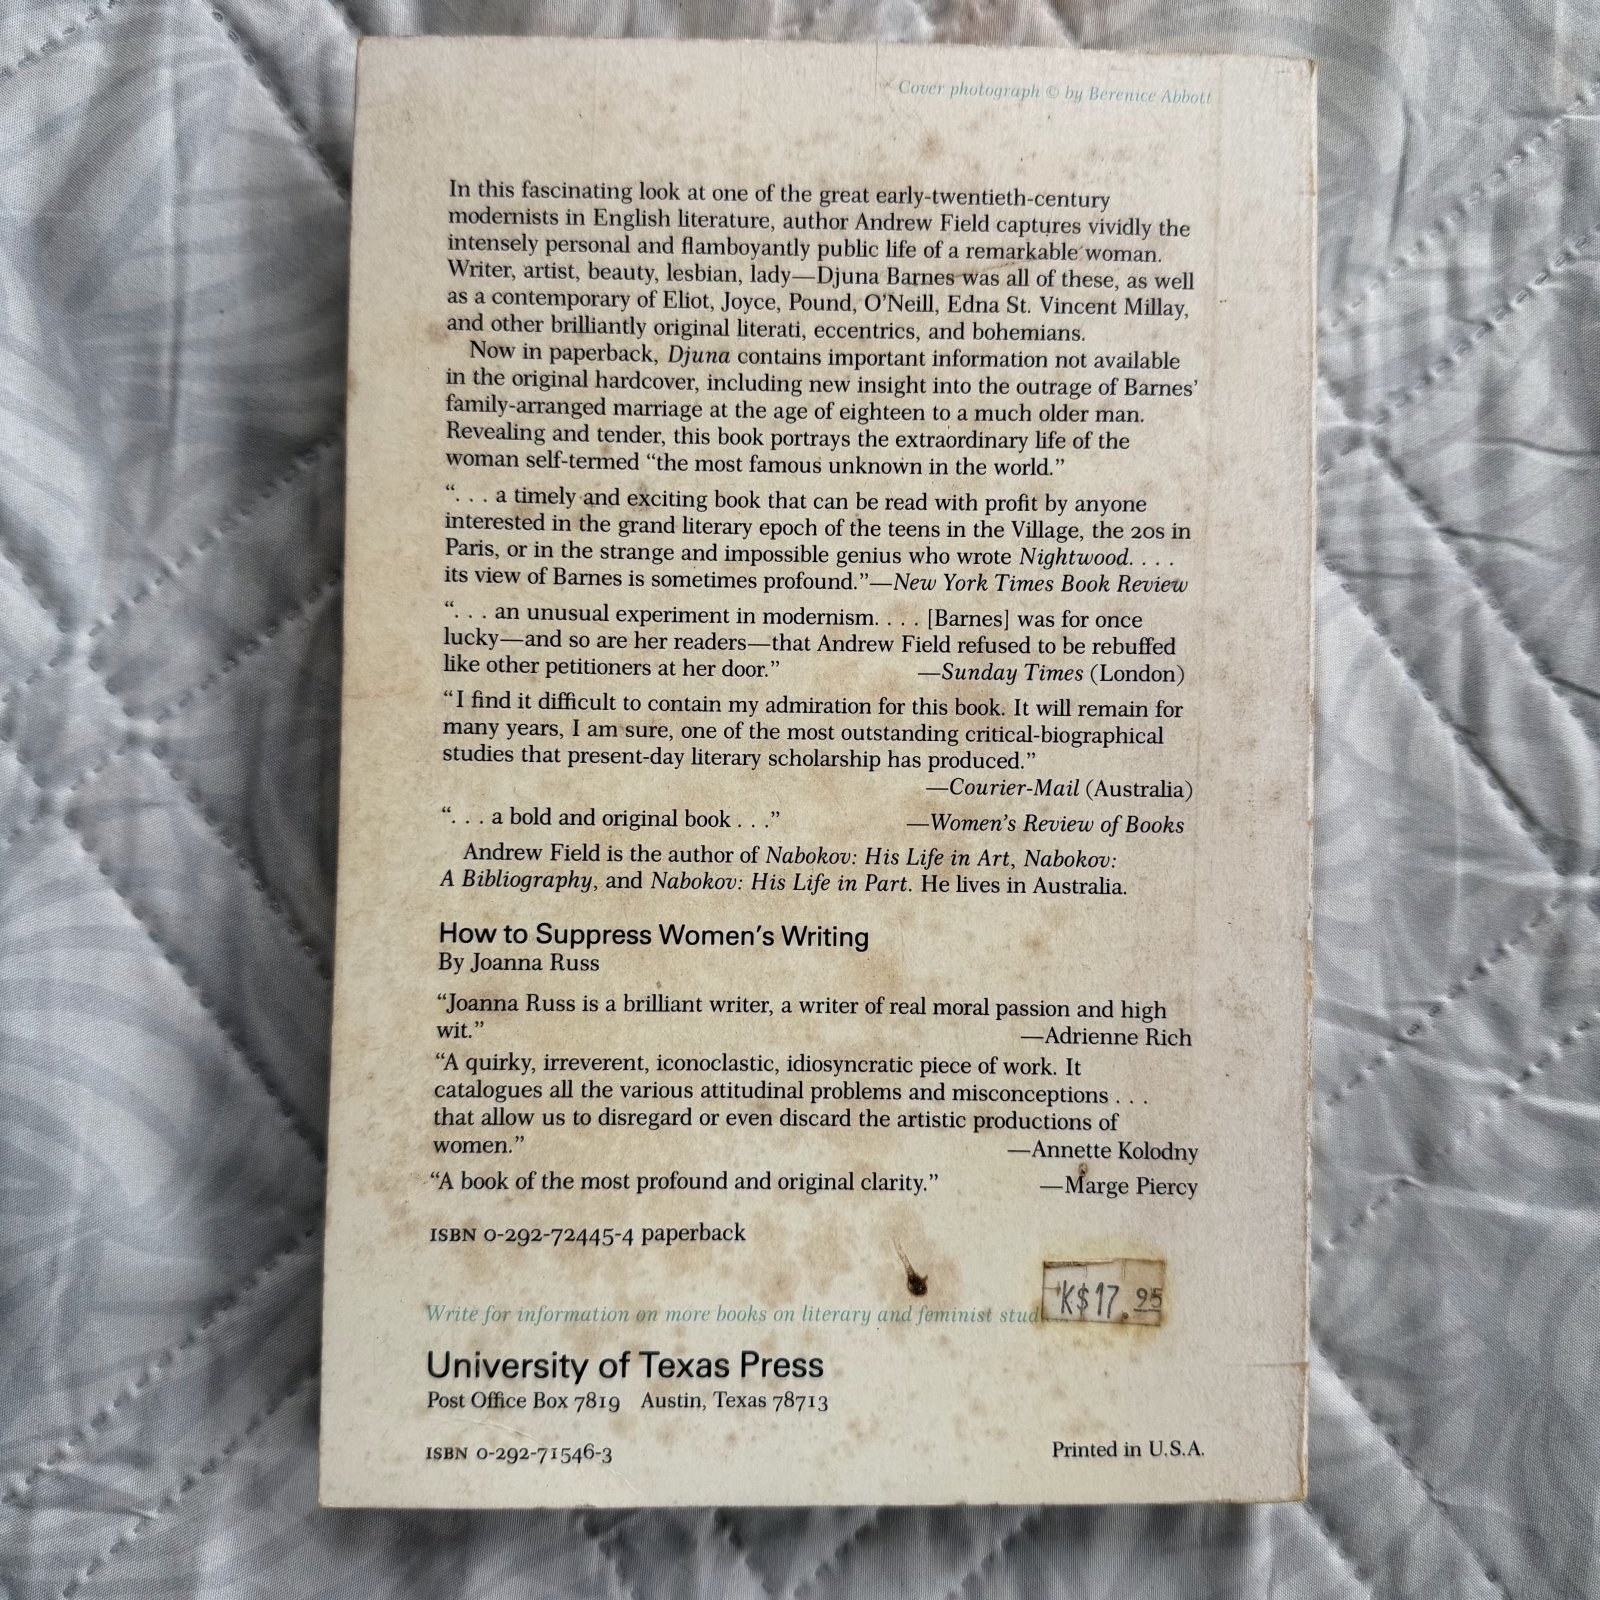 Cover photograph © by Berenice Abbott
In this fascinating look at one of the great early-twentieth-century
modernists in English literature, author Andrew Field captures vividly the
intensely personal and flamboyantly public life of a remarkable woman.
Writer, artist, beauty, lesbian, lady—Djuna Barnes was all of these, as well
as a contemporary of Eliot, Joyce, Pound, O'Neill, Edna St. Vincent Millay,
and other brilliantly original literati, eccentrics, and bohemians.
Now in paperback, Djuna contains important information not available
in the original hardcover, including new insight into the outrage of Barnes'
family-arranged marriage at the age of eighteen to a much older man.
Revealing and tender, this book portrays the extraordinary life of the
woman self-termed “the most famous unknown in the world.”
“. . . a timely and exciting book that can be read with profit by anyone
interested in the grand literary epoch of the teens in the Village, the 20s in
Paris, or in the strange and impossible genius who wrote Nightwood. . . .
its view of Barnes is sometimes profound.”—New York Times Book Review
“. . . an unusual experiment in modernism. . . . [Barnes] was for once
lucky—and so are her readers—that Andrew Field refused to be rebuffed
like other petitioners at her door.” —Sunday Times (London)
“I find it difficult to contain my admiration for this book. It will remain for
many years, I am sure, one of the most outstanding critical-biographical
studies that present-day literary scholarship has produced.”
—Courier-Mail (Australia)
“. . . a bold and original book . . .” —Women's Review of Books
Andrew Field is the author of Nabokov: His Life in Art, Nabokov:
A Bibliography, and Nabokov: His Life in Part. He lives in Australia.
How to Suppress Women's Writing
By Joanna Russ
“Joanna Russ is a brilliant writer, a writer of real moral passion and high
wit.” —Adrienne Rich
“A quirky, irreverent, iconoclastic, idiosyncratic piece of work. It
catalogues all the various attitudinal problems and misconceptions . . .
that allow us to disregard or even discard the artistic productions of
women.” —Annette Kolodny
“A book of the most profound and original clarity.” —Marge Piercy
ISBN 0-292-72445-4 paperback
K$17.95
Write for information on more books on literary and feminist stud
University of Texas Press
Post Office Box 7819 Austin, Texas 78713
ISBN 0-292-71546-3 Printed in U.S.A.